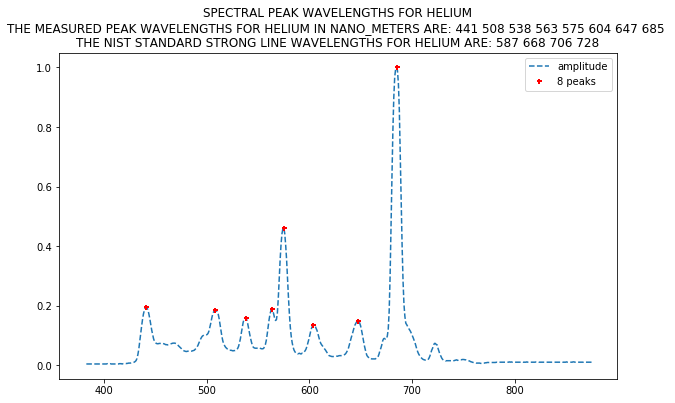 SPECTRAL PEAK WAVELENGTHS FOR HELIUM
THE MEASURED PEAK WAVELENGTHS FOR HELIUM IN NANO_METERS ARE: 441 508 538 563 575 604 647 685
THE NIST STANDARD STRONG LINE WAVELENGTHS FOR HELIUM ARE: 587 668 706 728
amplitude
8 peaks
1.0
0.8
0.6
0.4
0.2
0.0
400 500 600 700 800